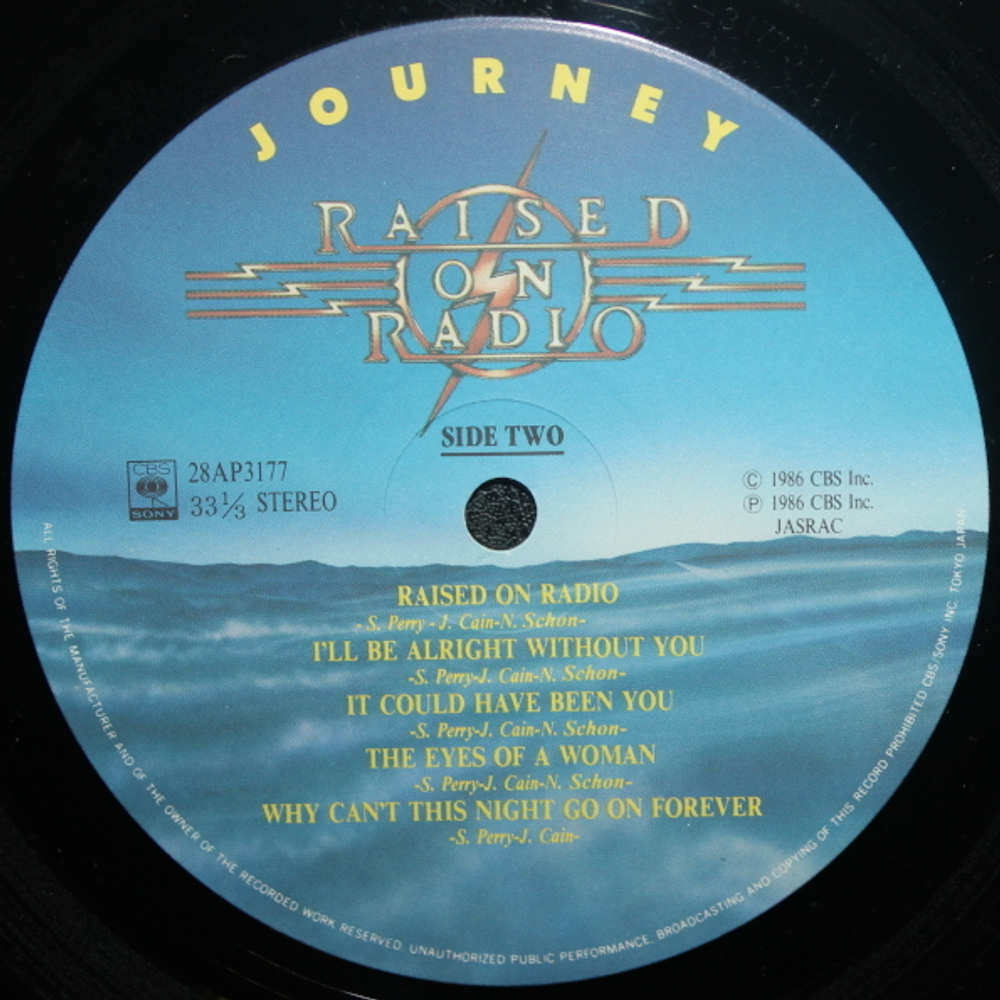 JOURNEY
RAISED
ON
RADIO
SIDE TWO
CBS
SONY
28AP3177
33⅓ STEREO
© 1986 CBS Inc.
℗ 1986 CBS Inc.
JASRAC
RAISED ON RADIO
- S. Perry - J. Cain-N. Schon-
I'LL BE ALRIGHT WITHOUT YOU
-S. Perry-J. Cain-N. Schon-
IT COULD HAVE BEEN YOU
-S. Perry-J. Cain-N. Schon-
THE EYES OF A WOMAN
-S. Perry-J. Cain-N. Schon-
WHY CAN'T THIS NIGHT GO ON FOREVER
-S. Perry-J. Cain-
ALL RIGHTS OF THE MANUFACTURER AND OF THE OWNER OF THE RECORDED WORK RESERVED. UNAUTHORIZED PUBLIC PERFORMANCE, BROADCASTING AND COPYING OF THIS RECORD PROHIBITED CBS/SONY INC. TOKYO JAPAN